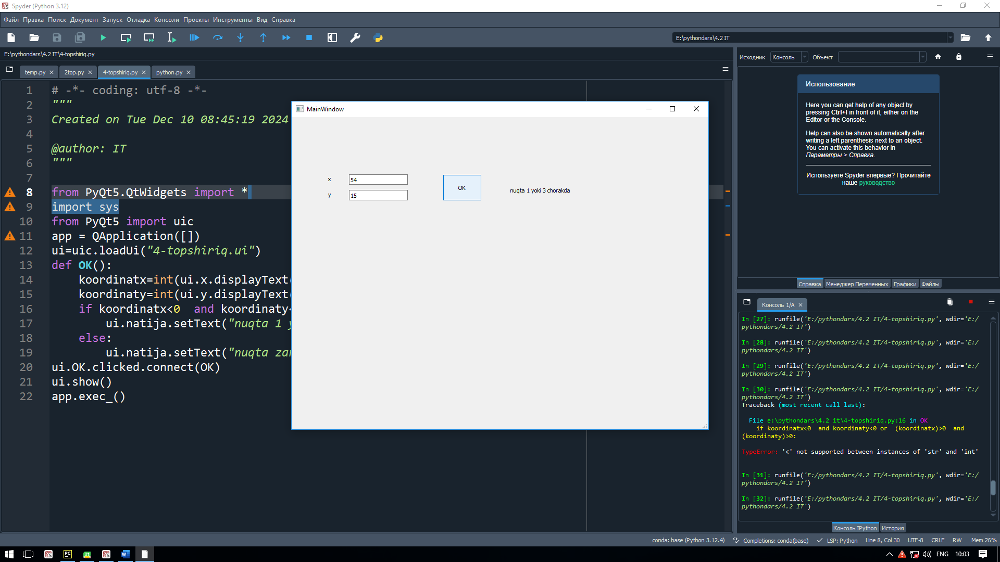 Spyder (Python 3.12)
Файл Правка Поиск Документ Запуск Отладка Консоли Проекты Инструменты Вид Справка
E:\pythondars\4.2 IT
E:\pythondars\4.2 IT\4-topshiriq.py
temp.py
2top.py
4-topshiriq.py
python.py
1 # -*- coding: utf-8 -*-
2 """
3 Created on Tue Dec 10 08:45:19 2024
4
5 @author: IT
6 """
7
8 from PyQt5.QtWidgets import *
9 import sys
10 from PyQt5 import uic
11 app = QApplication([])
12 ui=uic.loadUi("4-topshiriq.ui")
13 def OK():
14 koordinatx=int(ui.x.displayText(
15 koordinaty=int(ui.y.displayText(
16 if koordinatx<0  and koordinaty<
17 ui.natija.setText("nuqta 1 y
18 else:
19 ui.natija.setText("nuqta zar
20 ui.OK.clicked.connect(OK)
21 ui.show()
22 app.exec_()
MainWindow
x 54
y 15
OK
nuqta 1 yoki 3 chorakda
Исходник Консоль Объект
Использование
Here you can get help of any object by
pressing Ctrl+I in front of it, either on the
Editor or the Console.
Help can also be shown automatically after
writing a left parenthesis next to an object.
You can activate this behavior in
Параметры > Справка.
Используете Spyder впервые? Прочитайте
наше руководство
Справка Менеджер Переменных Графики Файлы
Консоль 1/A
In [27]: runfile('E:/pythondars/4.2 IT/4-topshiriq.py', wdir='E:/
pythondars/4.2 IT')
In [28]: runfile('E:/pythondars/4.2 IT/4-topshiriq.py', wdir='E:/
pythondars/4.2 IT')
In [29]: runfile('E:/pythondars/4.2 IT/4-topshiriq.py', wdir='E:/
pythondars/4.2 IT')
In [30]: runfile('E:/pythondars/4.2 IT/4-topshiriq.py', wdir='E:/
pythondars/4.2 IT')
Traceback (most recent call last):
File e:\pythondars\4.2 it\4-topshiriq.py:16 in OK
if koordinatx<0  and koordinaty<0 or  (koordinatx)>0  and
(koordinaty)>0:
TypeError: '<' not supported between instances of 'str' and 'int'
In [31]: runfile('E:/pythondars/4.2 IT/4-topshiriq.py', wdir='E:/
pythondars/4.2 IT')
In [32]: runfile('E:/pythondars/4.2 IT/4-topshiriq.py', wdir='E:/
pythondars/4.2 IT')
Консоль IPython История
conda: base (Python 3.12.4) Completions: conda(base) LSP: Python Line 8, Col 30 UTF-8 CRLF RW Mem 26%
ENG 10:03